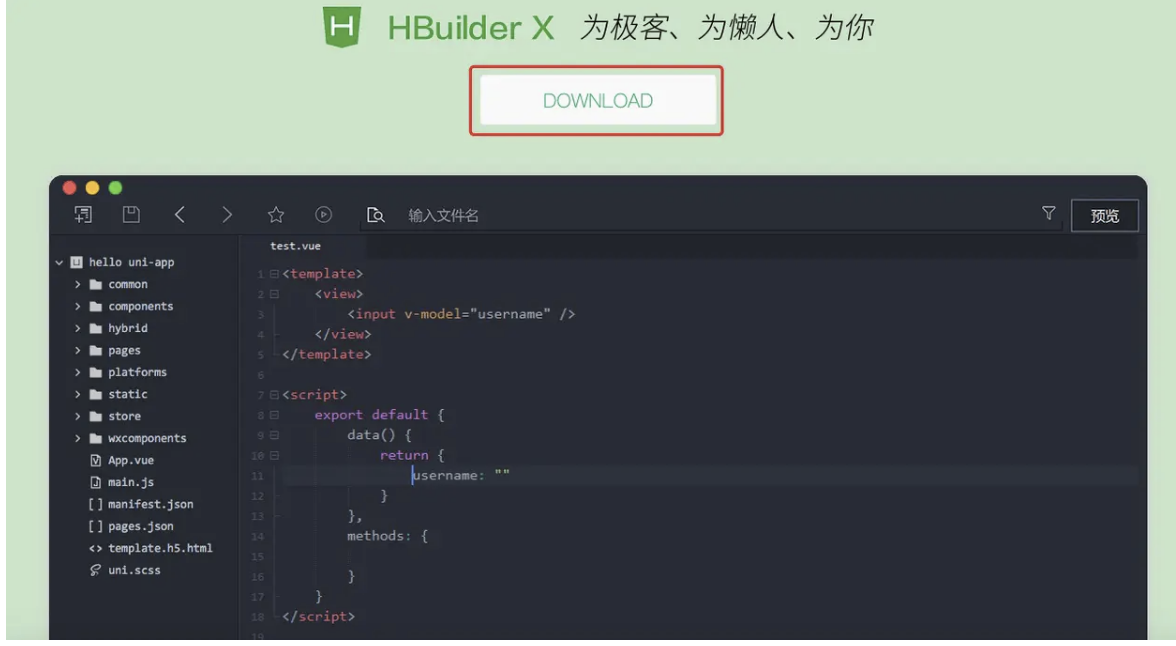 H HBuilder X 为极客、为懒人、为你
DOWNLOAD
输入文件名
预览
test.vue
hello uni-app
common
components
hybrid
pages
platforms
static
store
wxcomponents
App.vue
main.js
[] manifest.json
[] pages.json
<> template.h5.html
uni.scss
1 <template>
2 <view>
3 <input v-model="username" />
4 </view>
5 </template>
6
7 <script>
8 export default {
9 data() {
10 return {
11 username: ""
12 }
13 },
14 methods: {
15
16 }
17 }
18 </script>
19